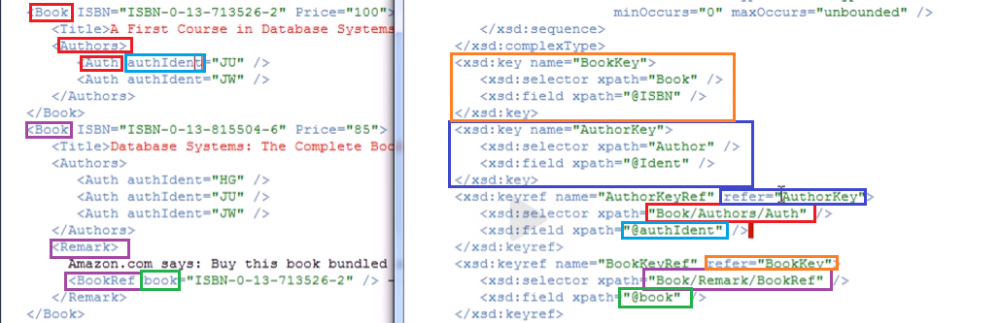 <Book ISBN="ISBN-0-13-713526-2" Price="100">
<Title>A First Course in Database Systems
<Authors>
<Auth authIdent="JU" />
<Auth authIdent="JW" />
</Authors>
</Book>
<Book ISBN="ISBN-0-13-815504-6" Price="85">
<Title>Database Systems: The Complete Boo
<Authors>
<Auth authIdent="HG" />
<Auth authIdent="JU" />
<Auth authIdent="JW" />
</Authors>
<Remark>
Amazon.com says: Buy this book bundled
<BookRef book="ISBN-0-13-713526-2" /> -
</Remark>
</Book>
minOccurs="0" maxOccurs="unbounded" />
</xsd:sequence>
</xsd:complexType>
<xsd:key name="BookKey">
<xsd:selector xpath="Book" />
<xsd:field xpath="@ISBN" />
</xsd:key>
<xsd:key name="AuthorKey">
<xsd:selector xpath="Author" />
<xsd:field xpath="@Ident" />
</xsd:key>
<xsd:keyref name="AuthorKeyRef" refer="AuthorKey">
<xsd:selector xpath="Book/Authors/Auth" />
<xsd:field xpath="@authIdent" />
</xsd:keyref>
<xsd:keyref name="BookKeyRef" refer="BookKey">
<xsd:selector xpath="Book/Remark/BookRef" />
<xsd:field xpath="@book" />
</xsd:keyref>